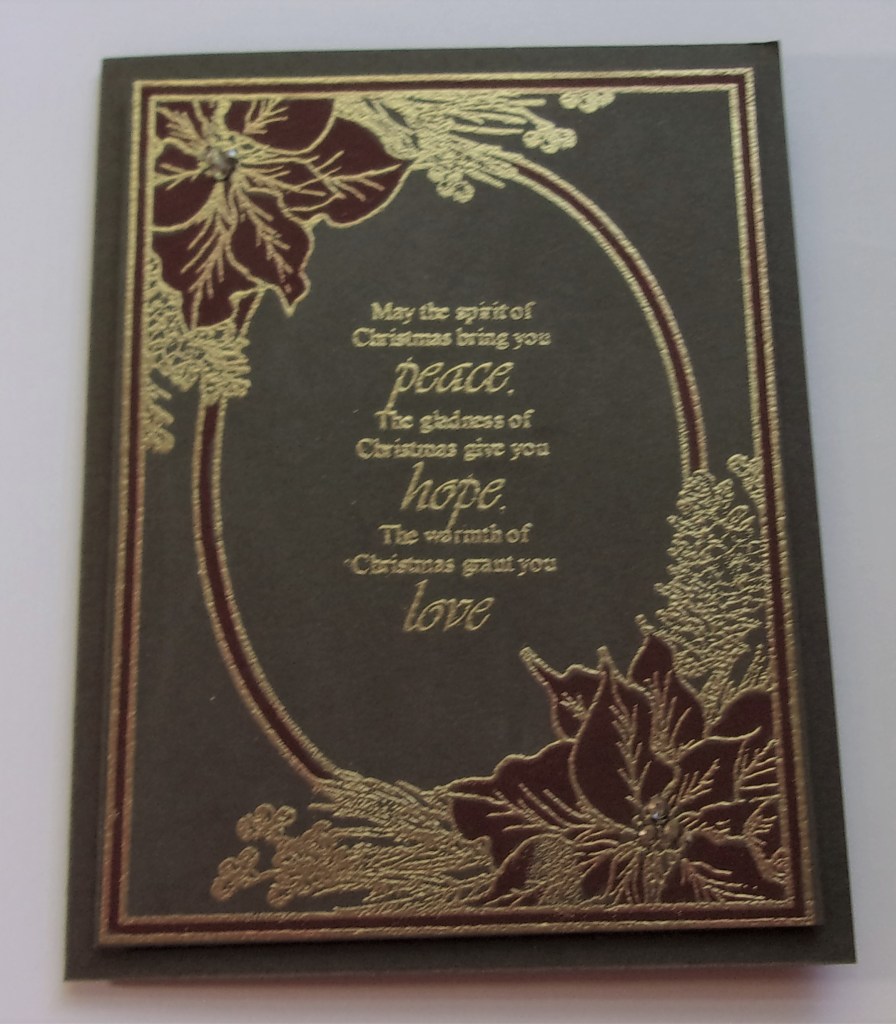 May the spirit of
Christmas bring you
peace.
The gladness of
Christmas give you
hope.
The warmth of
Christmas grant you
love